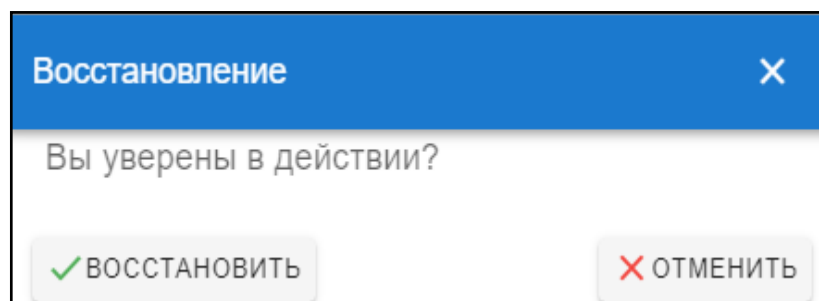 Восстановление
Вы уверены в действии?
ВОССТАНОВИТЬ
ОТМЕНИТЬ